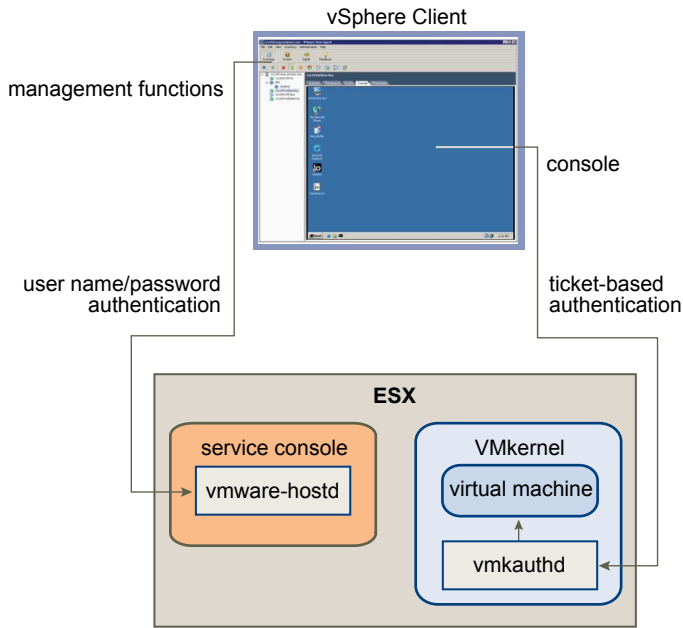 vSphere Client
management functions
console
user name/password
authentication
ticket-based
authentication
ESX
service console
vmware-hostd
VMkernel
virtual machine
vmkauthd